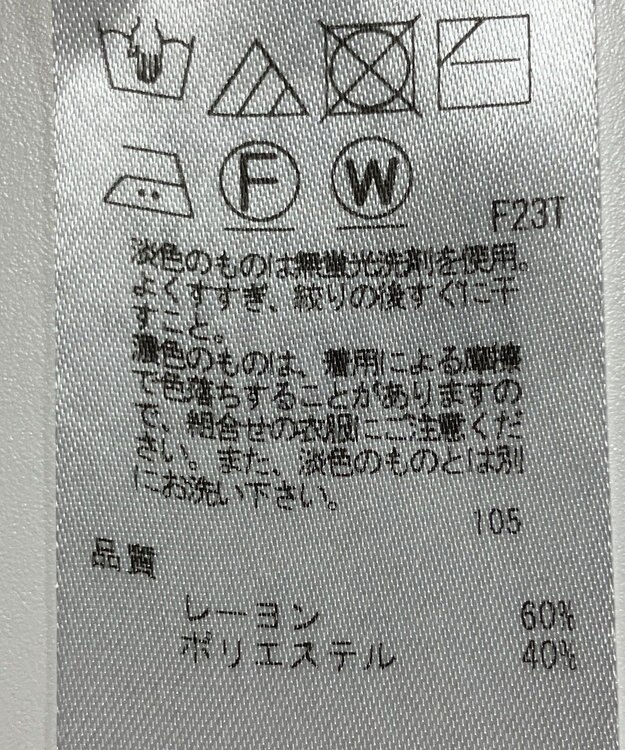 F
W
F23T
淡色のものは無蛍光洗剤を使用。
よくすすぎ、絞りの後すぐに干
すこと。
濃色のものは、着用による摩擦
で色落ちすることがありますの
で、組合せの衣服にご注意くだ
さい。また、淡色のものとは別
にお洗い下さい。
105
品質
レーヨン 60%
ポリエステル 40%